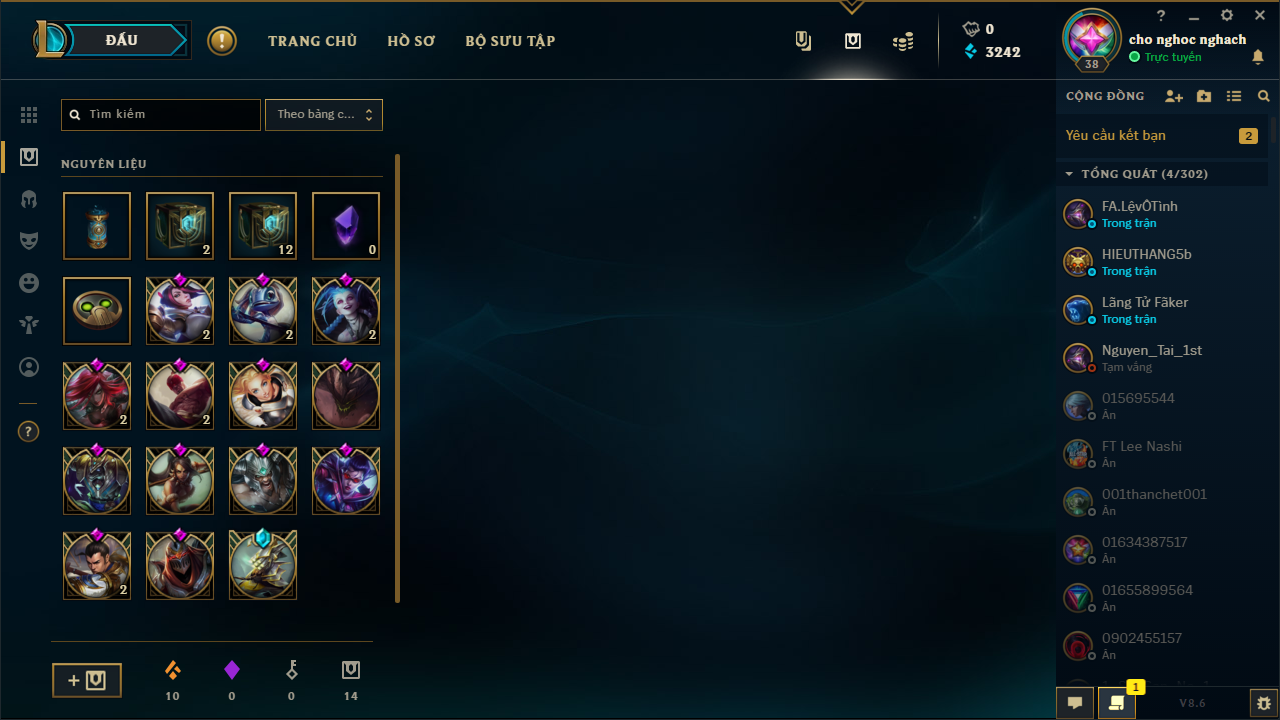 ĐẤU
TRANG CHỦ
HỒ SƠ
BỘ SƯU TẬP
0
3242
?
38
cho nghoc nghach
Trực tuyến
CỘNG ĐỒNG
Yêu cầu kết bạn
2
TỔNG QUÁT (4/302)
FA.LệvÔTình
Trong trận
HIEUTHANG5b
Trong trận
Lãng Tử Fãker
Trong trận
Nguyen_Tai_1st
Tạm vắng
015695544
Ẩn
FT Lee Nashi
Ẩn
001thanchet001
Ẩn
01634387517
Ẩn
01655899564
Ẩn
0902455157
Ẩn
1
V8.6
Tìm kiếm
Theo bảng c...
NGUYÊN LIỆU
2
12
0
2
2
2
2
2
2
?
10
0
0
14